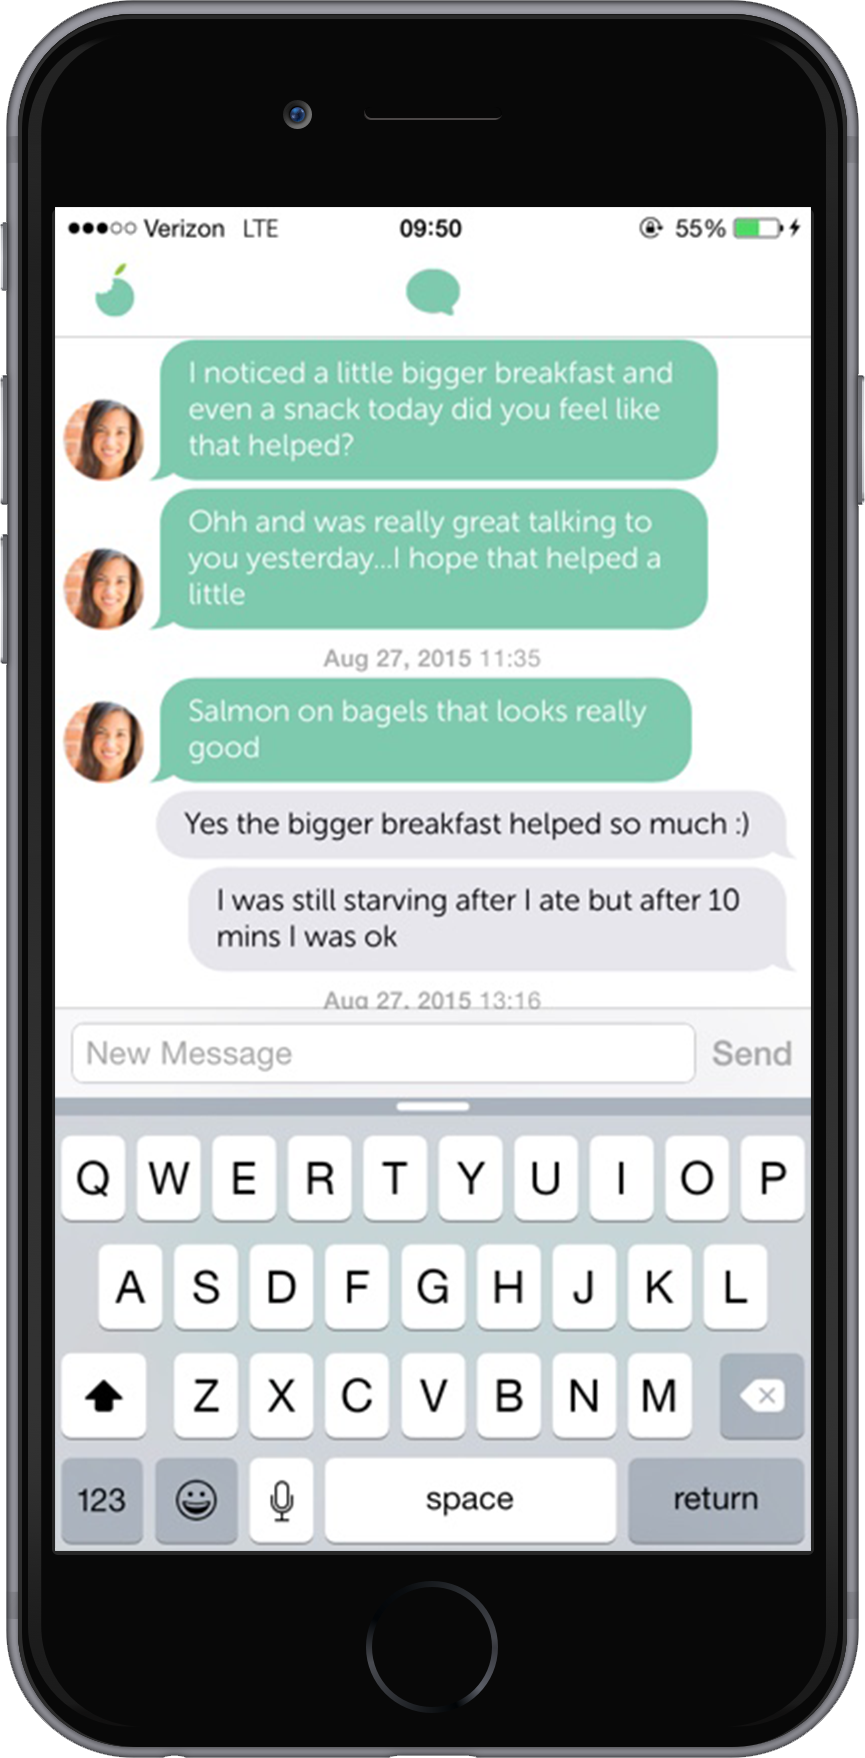 Verizon LTE 09:50 55%
I noticed a little bigger breakfast and
even a snack today did you feel like
that helped?
Ohh and was really great talking to
you yesterday...I hope that helped a
little
Aug 27, 2015 11:35
Salmon on bagels that looks really
good
Yes the bigger breakfast helped so much :)
I was still starving after I ate but after 10
mins I was ok
Aug 27, 2015 13:16
New Message Send
Q W E R T Y U I O P
A S D F G H J K L
Z X C V B N M
123 space return